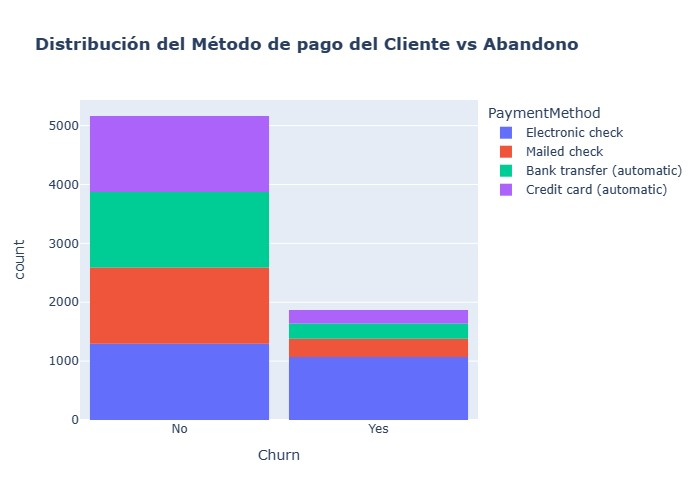 Distribución del Método de pago del Cliente vs Abandono
PaymentMethod
Electronic check
Mailed check
Bank transfer (automatic)
Credit card (automatic)
count
5000
4000
3000
2000
1000
0
No
Yes
Churn